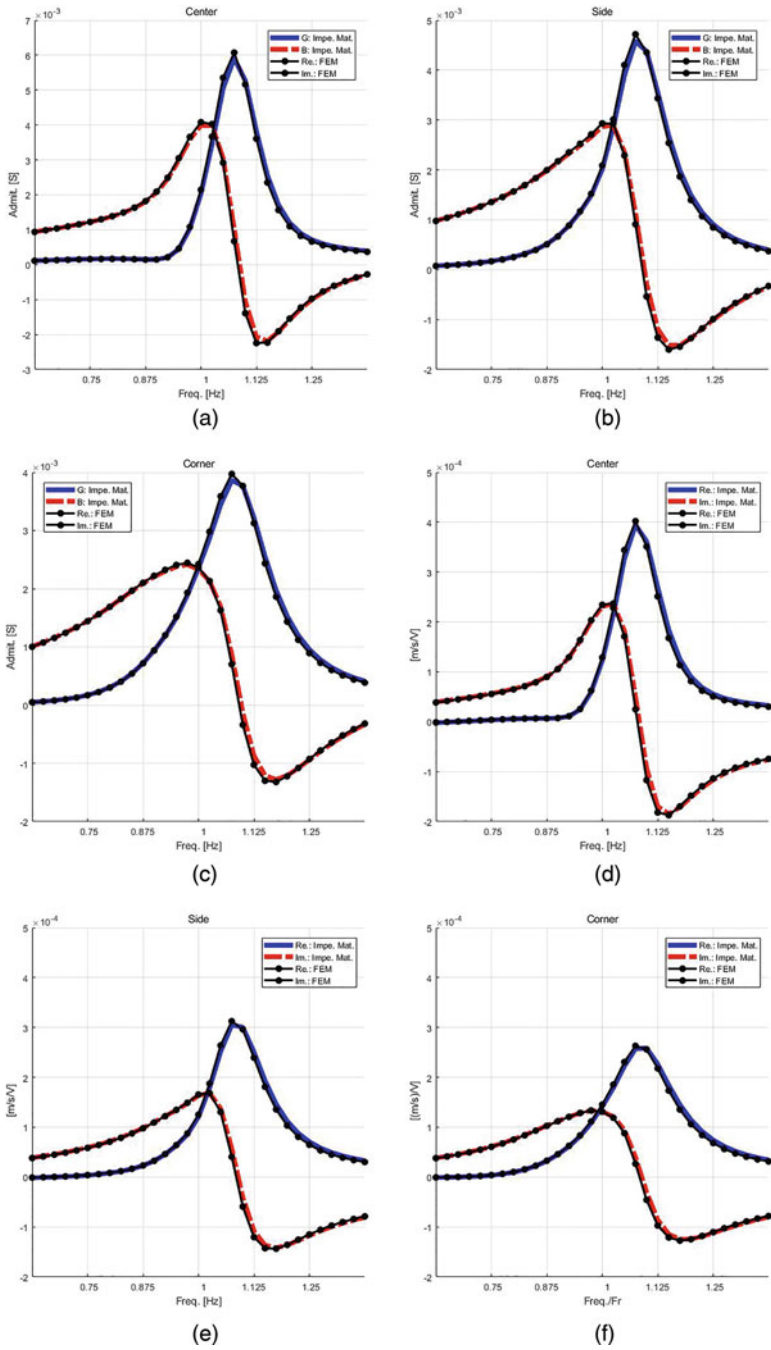 ×10⁻³
Center
7
6
5
4
3
2
1
0
-1
-2
-3
Admit. [S]
G: Impe. Mat.
B: Impe. Mat.
Re.: FEM
Im.: FEM
0.75 0.875 1 1.125 1.25
Freq. [Hz]
(a)
×10⁻³
Side
5
4
3
2
1
0
-1
-2
Admit. [S]
G: Impe. Mat.
B: Impe. Mat.
Re.: FEM
Im.: FEM
0.75 0.875 1 1.125 1.25
Freq. [Hz]
(b)
×10⁻³
Corner
4
3
2
1
0
-1
-2
Admit. [S]
G: Impe. Mat.
B: Impe. Mat.
Re.: FEM
Im.: FEM
0.75 0.875 1 1.125 1.25
Freq. [Hz]
(c)
×10⁻⁴
Center
5
4
3
2
1
0
-1
-2
[m/s/V]
Re.: Impe. Mat.
Im.: Impe. Mat.
Re.: FEM
Im.: FEM
0.75 0.875 1 1.125 1.25
Freq. [Hz]
(d)
×10⁻⁴
Side
5
4
3
2
1
0
-1
-2
[m/s/V]
Re.: Impe. Mat.
Im.: Impe. Mat.
Re.: FEM
Im.: FEM
0.75 0.875 1 1.125 1.25
Freq. [Hz]
(e)
×10⁻⁴
Corner
5
4
3
2
1
0
-1
-2
[(m/s)/V]
Re.: Impe. Mat.
Im.: Impe. Mat.
Re.: FEM
Im.: FEM
0.75 0.875 1 1.125 1.25
Freq./Fr
(f)